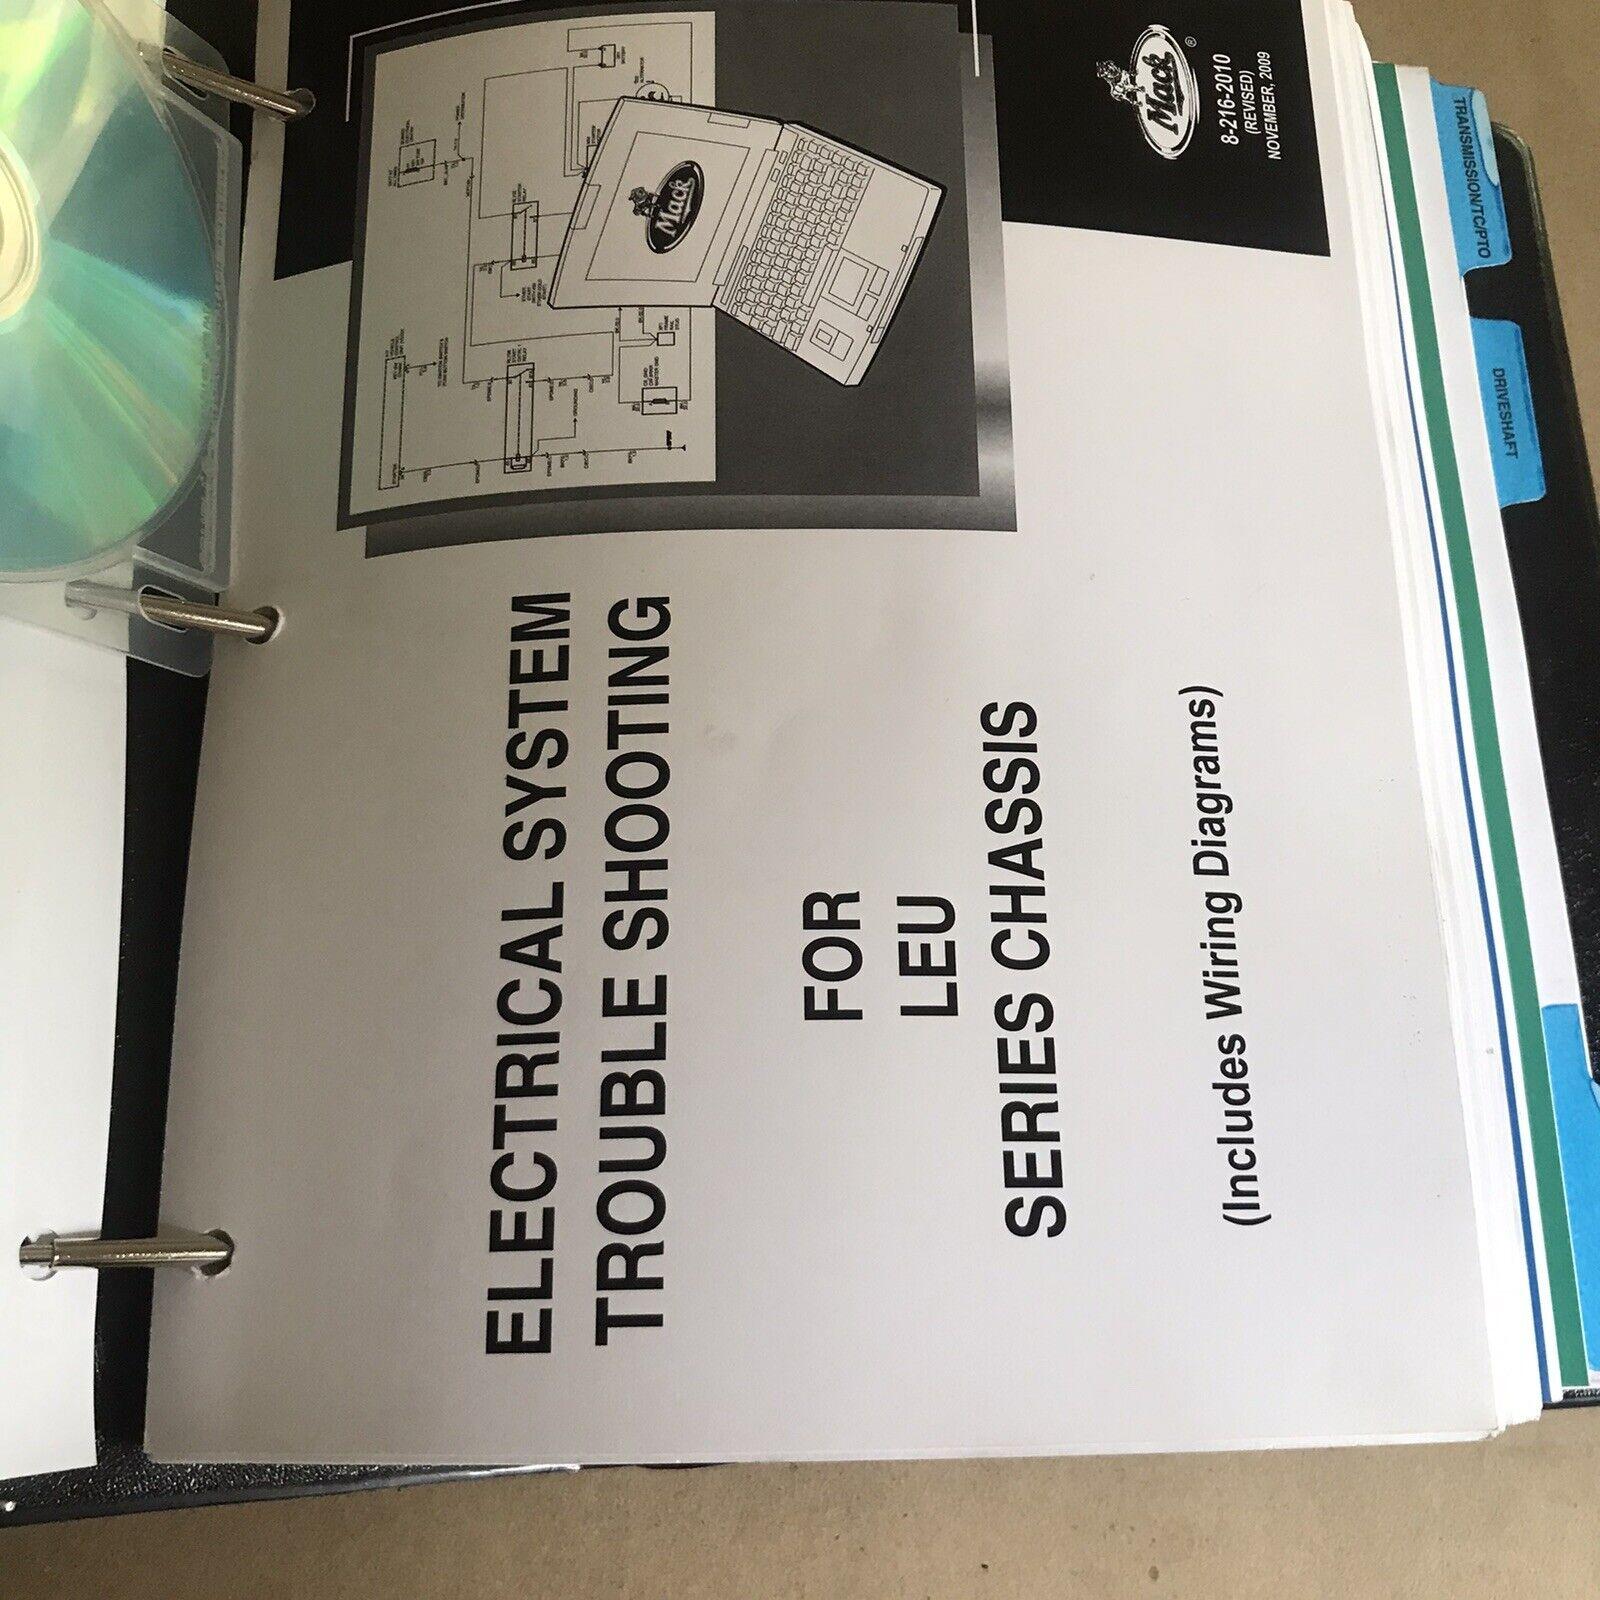 ELECTRICAL SYSTEM
TROUBLE SHOOTING
FOR
LEU
SERIES CHASSIS
(Includes Wiring Diagrams)
Mack
Mack
®
8-216-2010
(REVISED)
NOVEMBER, 2009
TRANSMISISION/TC/PTO
DRIVESHAFT